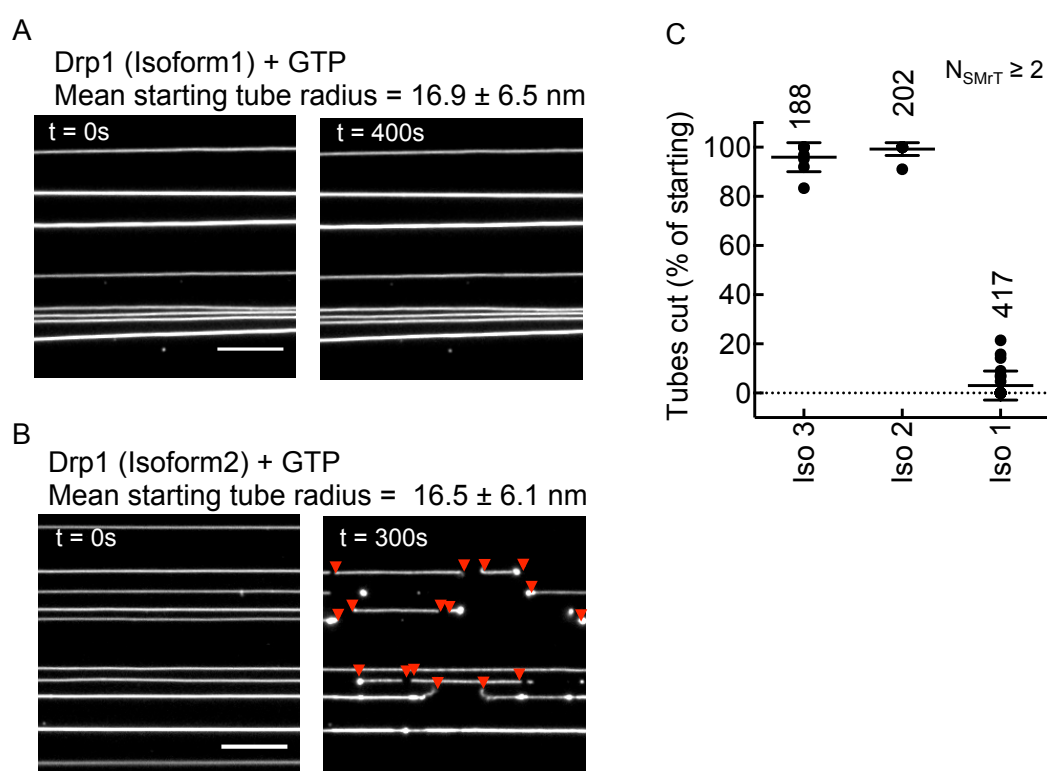 A
Drp1 (Isoform1) + GTP
Mean starting tube radius = 16.9 ± 6.5 nm
t = 0s
t = 400s
B
Drp1 (Isoform2) + GTP
Mean starting tube radius = 16.5 ± 6.1 nm
t = 0s
t = 300s
C
N_SMrT ≥ 2
188
202
417
Tubes cut (% of starting)
100
80
60
40
20
0
Iso 3
Iso 2
Iso 1